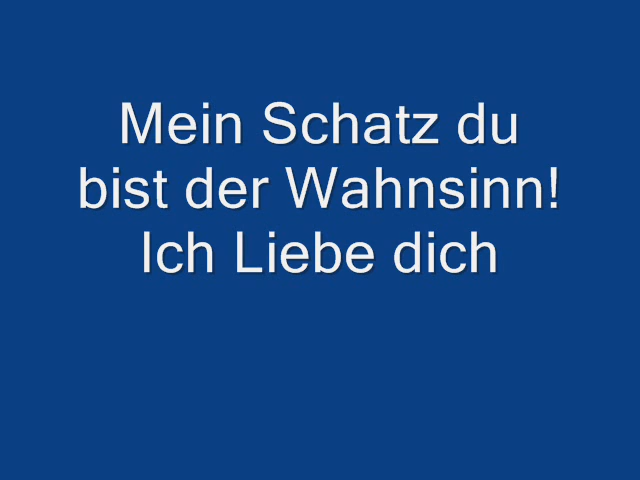 Mein Schatz du
bist der Wahnsinn!
Ich Liebe dich